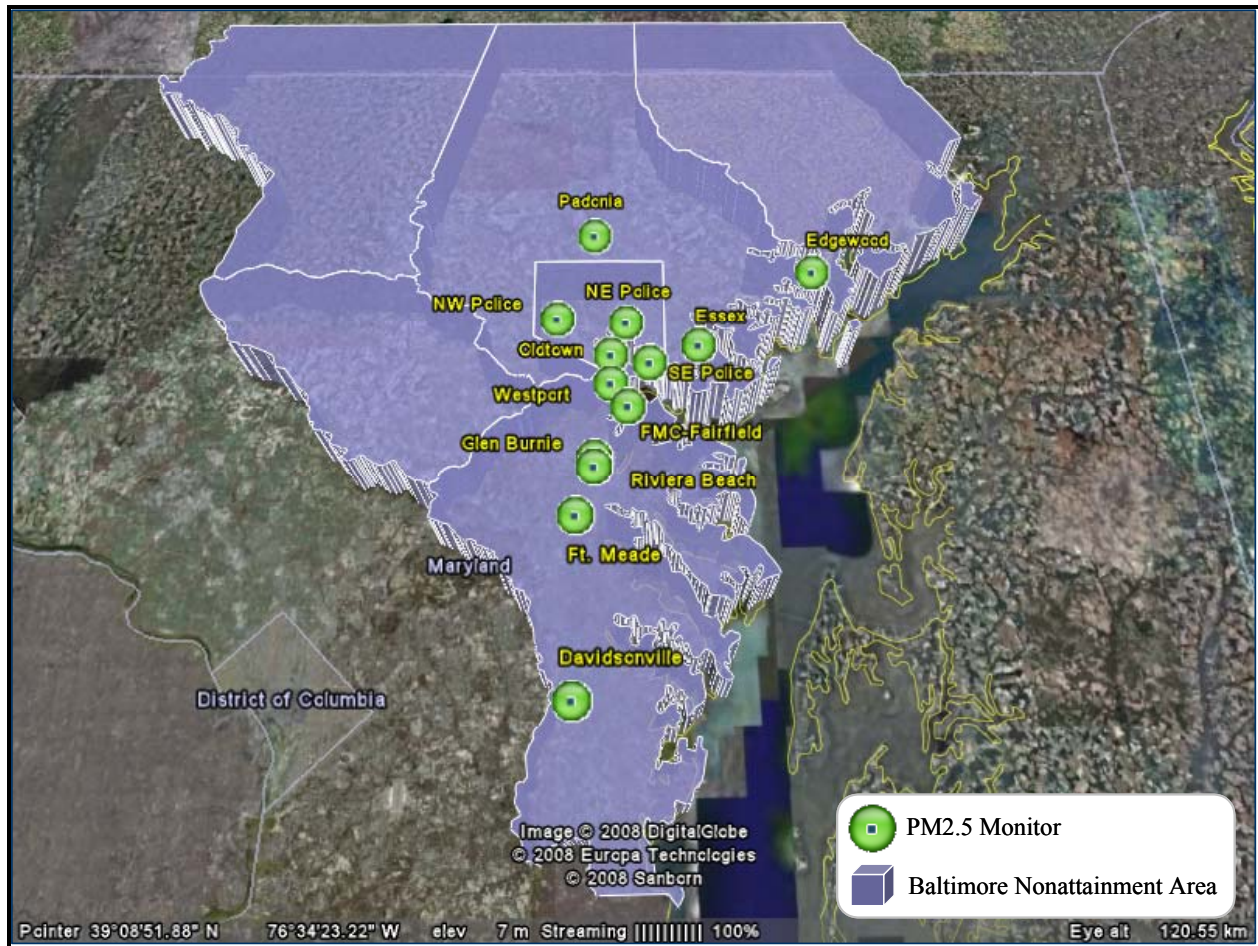 Padonia
Edgewood
NW Police
NE Police
Essex
Oldtown
SE Police
Westport
FMC-Fairfield
Glen Burnie
Riviera Beach
Ft. Meade
Maryland
Davidsonville
District of Columbia
Image © 2008 DigitalGlobe
© 2008 Europa Technologies
© 2008 Sanborn
PM2.5 Monitor
Baltimore Nonattainment Area
Pointer 39°08'51.88" N 76°34'23.22" W elev 7 m Streaming ||||||||| 100% Eye alt 120.55 km